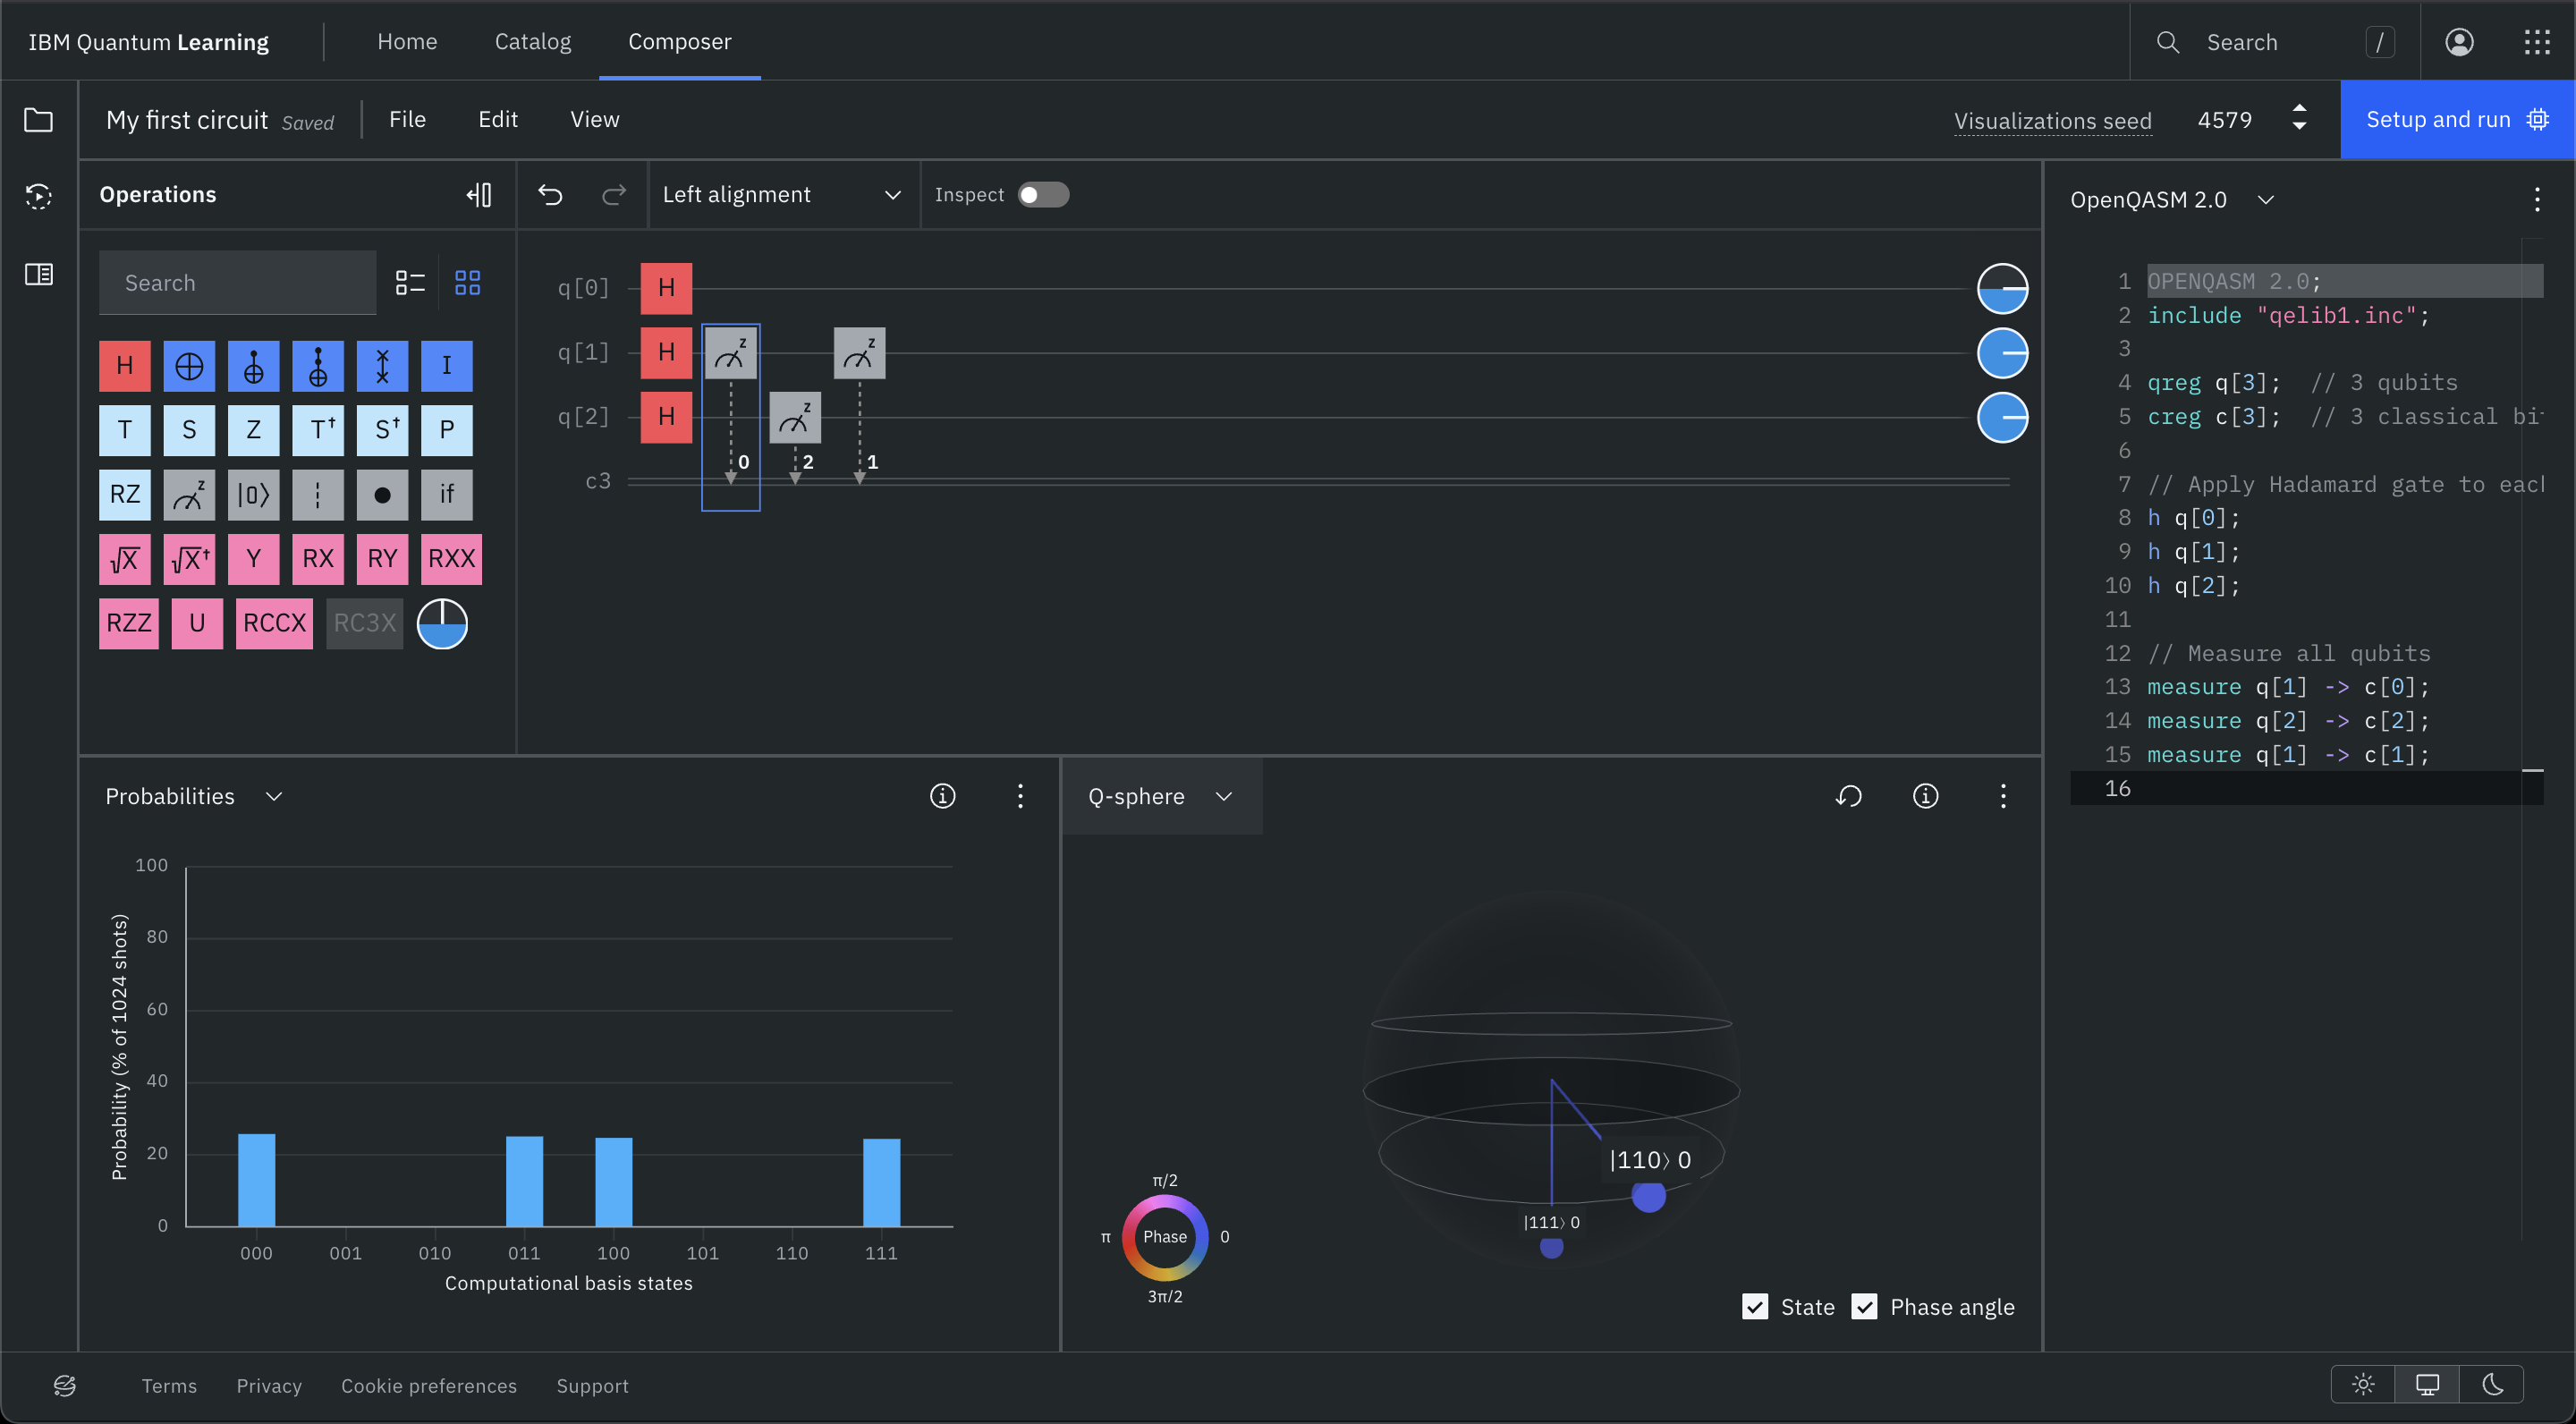 IBM Quantum Learning
Home
Catalog
Composer
Search
/
My first circuit Saved
File
Edit
View
Visualizations seed
4579
Setup and run
Operations
Left alignment
Inspect
OpenQASM 2.0
Search
H
I
T S Z T† S† P
RZ z |0⟩ if
√X √X† Y RX RY RXX
RZZ U RCCX RC3X
q[0] H
q[1] H z z
q[2] H z
0 2 1
c3
1 OPENQASM 2.0;
2 include "qelib1.inc";
3
4 qreg q[3]; // 3 qubits
5 creg c[3]; // 3 classical bi
6
7 // Apply Hadamard gate to eac
8 h q[0];
9 h q[1];
10 h q[2];
11
12 // Measure all qubits
13 measure q[1] -> c[0];
14 measure q[2] -> c[2];
15 measure q[1] -> c[1];
16
Probabilities
Probability (% of 1024 shots)
100
80
60
40
20
0
000 001 010 011 100 101 110 111
Computational basis states
Q-sphere
|110⟩ 0
|111⟩ 0
π/2
π Phase 0
3π/2
State
Phase angle
Terms
Privacy
Cookie preferences
Support